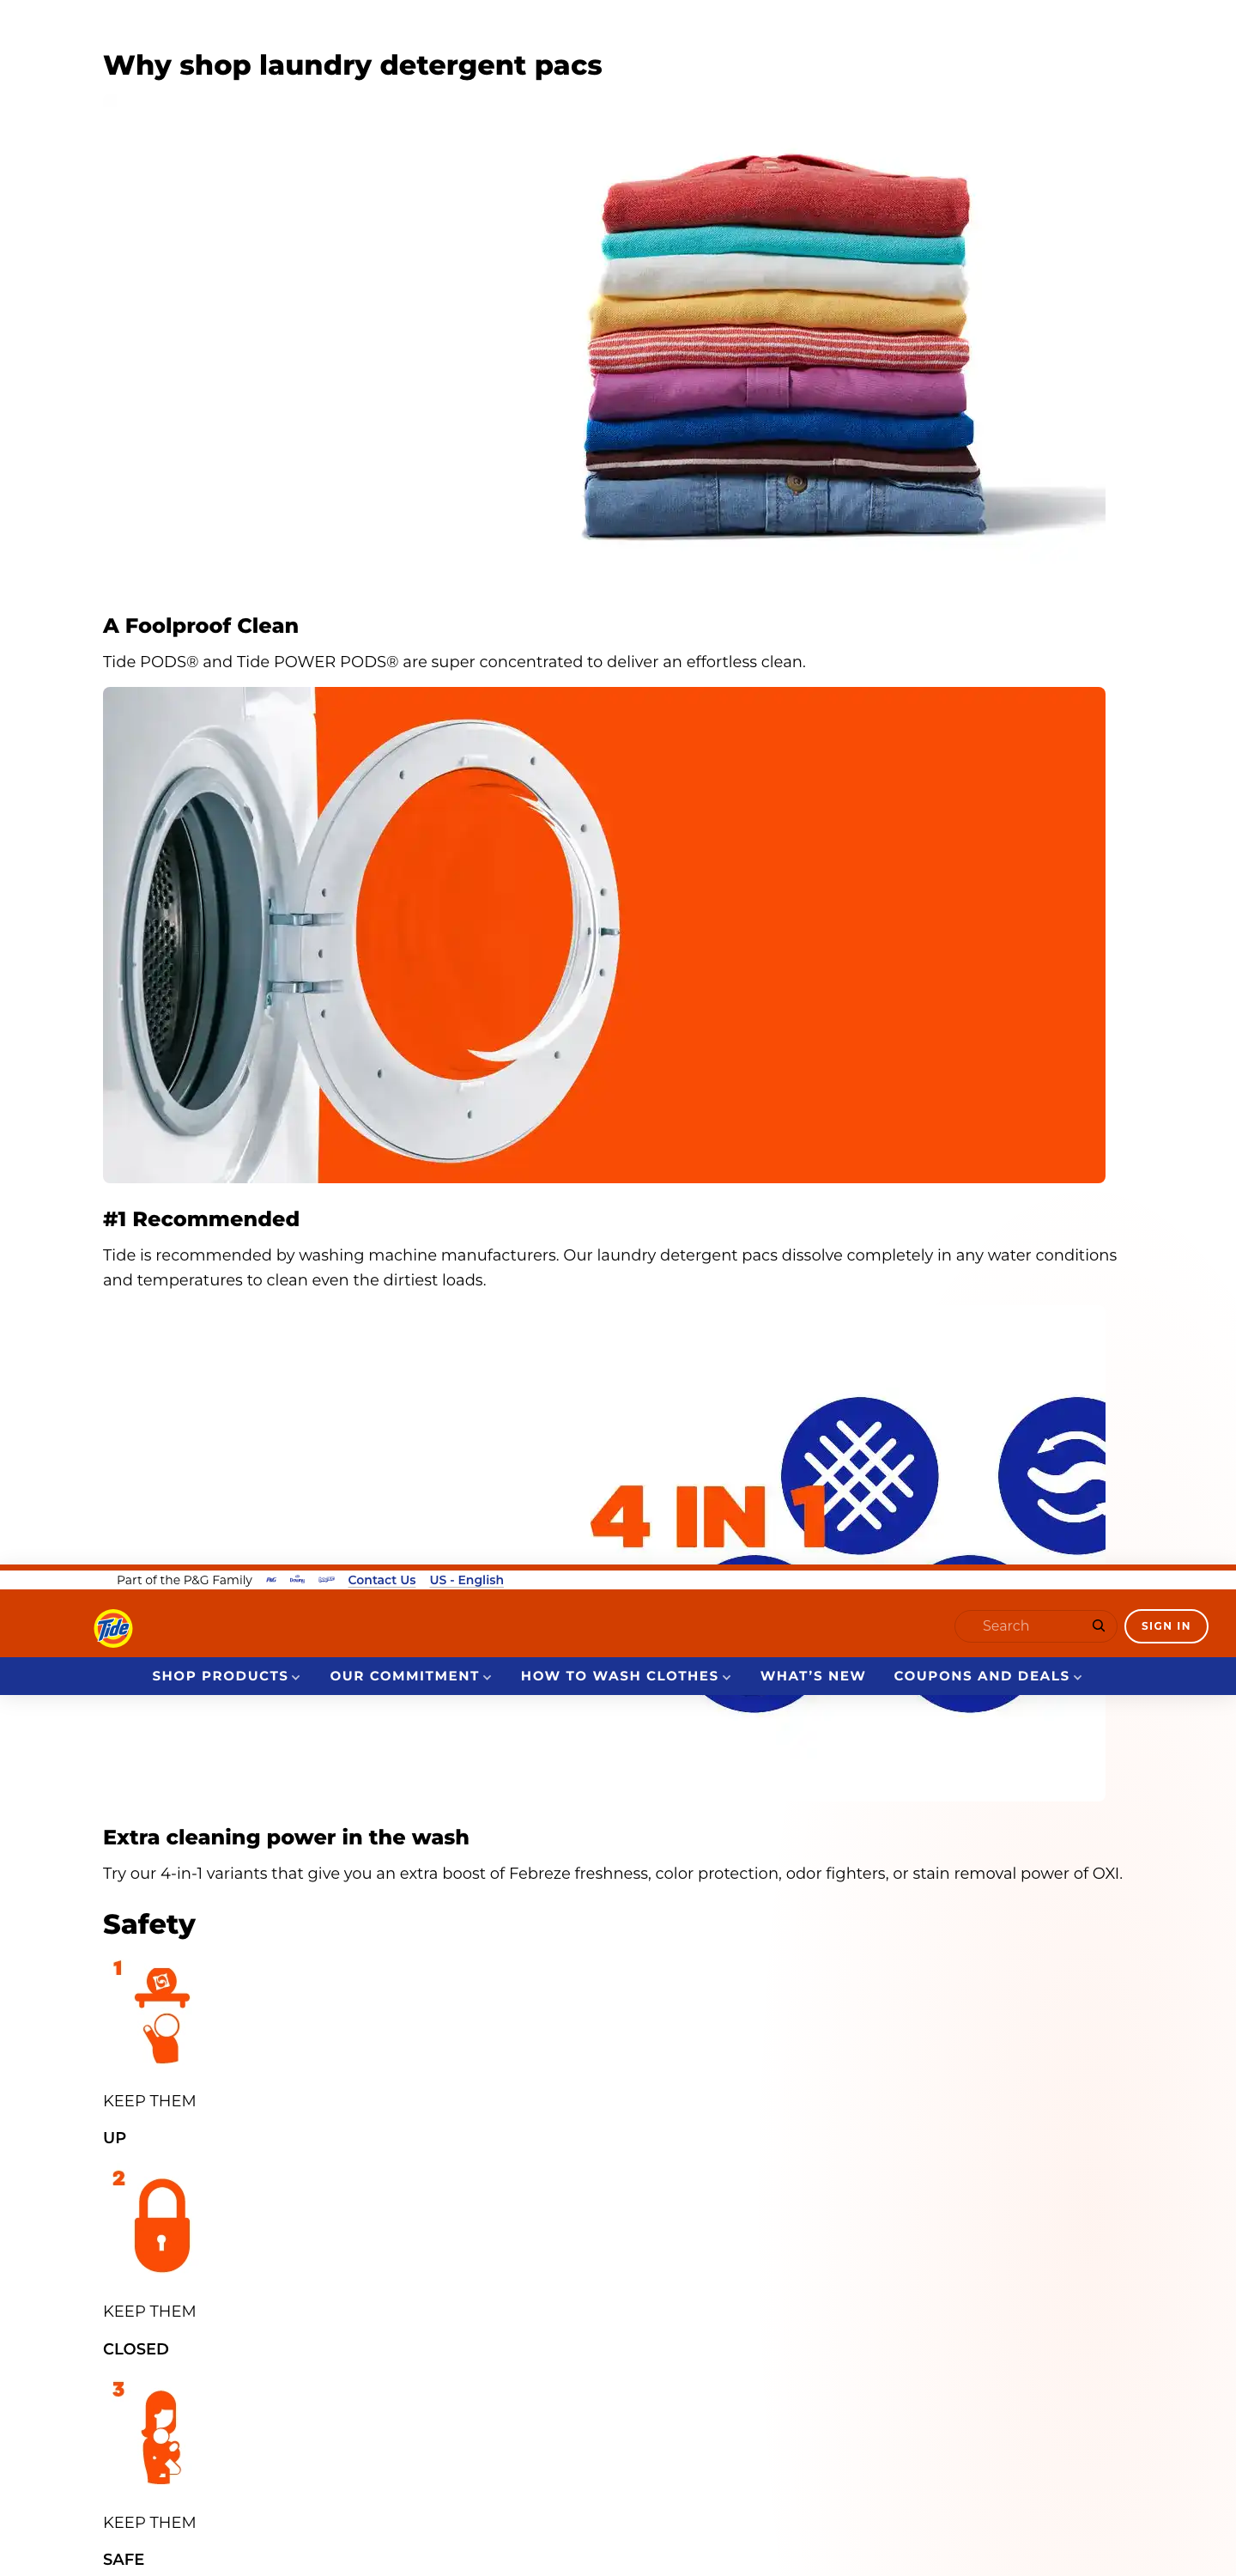 Why shop laundry detergent pacs
A Foolproof Clean
Tide PODS® and Tide POWER PODS® are super concentrated to deliver an effortless clean.
#1 Recommended
Tide is recommended by washing machine manufacturers. Our laundry detergent pacs dissolve completely in any water conditions
and temperatures to clean even the dirtiest loads.
4 IN 1
Part of the P&G Family P&G Downy Contact Us US - English
Tide Search SIGN IN
SHOP PRODUCTS OUR COMMITMENT HOW TO WASH CLOTHES WHAT'S NEW COUPONS AND DEALS
Extra cleaning power in the wash
Try our 4-in-1 variants that give you an extra boost of Febreze freshness, color protection, odor fighters, or stain removal power of OXI.
Safety
1
KEEP THEM
UP
2
KEEP THEM
CLOSED
3
KEEP THEM
SAFE